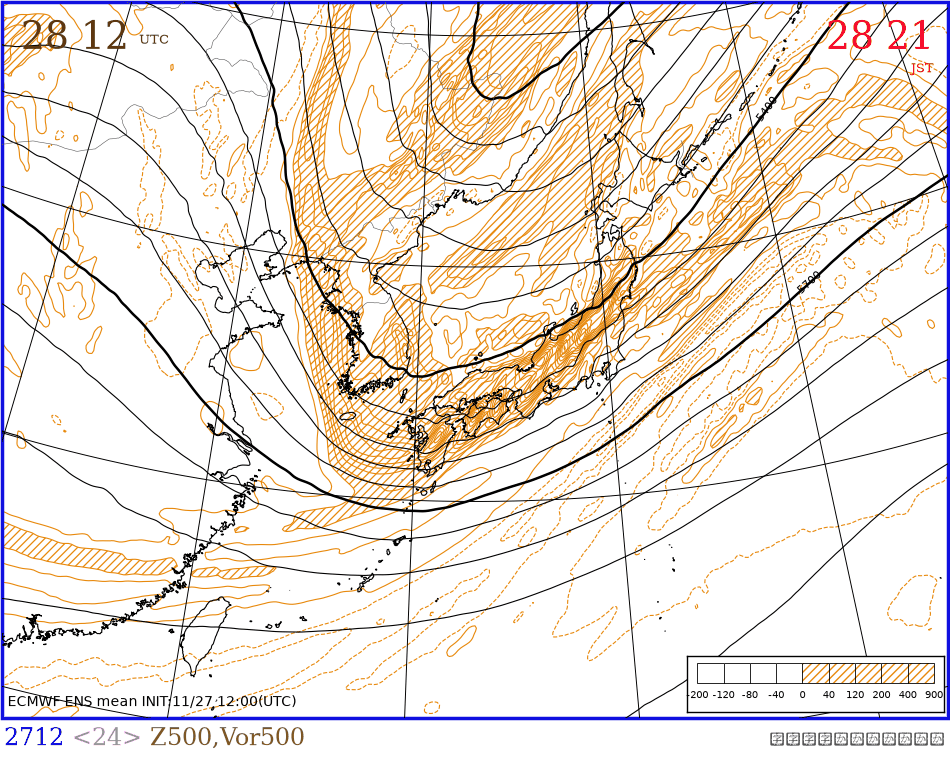 28 12 UTC
28 21
JST
5400
5700
ECMWF ENS mean INIT:11/27 12:00(UTC)
-200 -120 -80 -40 0 40 120 200 400 900
2712 <24> Z500,Vor500